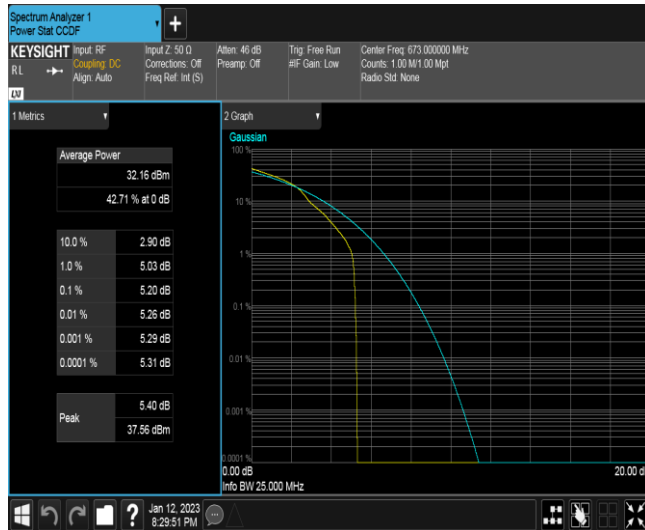 Spectrum Analyzer 1
Power Stat CCDF
KEYSIGHT
RL
LXI
Input: RF
Coupling: DC
Align: Auto
Input Z: 50 Ω
Corrections: Off
Freq Ref: Int (S)
Atten: 46 dB
Preamp: Off
Trig: Free Run
#IF Gain: Low
Center Freq: 673.000000 MHz
Counts: 1.00 M/1.00 Mpt
Radio Std: None
1 Metrics
Average Power
32.16 dBm
42.71 % at 0 dB
10.0 % 2.90 dB
1.0 % 5.03 dB
0.1 % 5.20 dB
0.01 % 5.26 dB
0.001 % 5.29 dB
0.0001 % 5.31 dB
Peak
5.40 dB
37.56 dBm
2 Graph
Gaussian
100 %
10 %
1 %
0.1 %
0.01 %
0.001 %
0.0001 %
0.00 dB
20.00 d
Info BW 25.000 MHz
?
Jan 12, 2023
8:29:51 PM